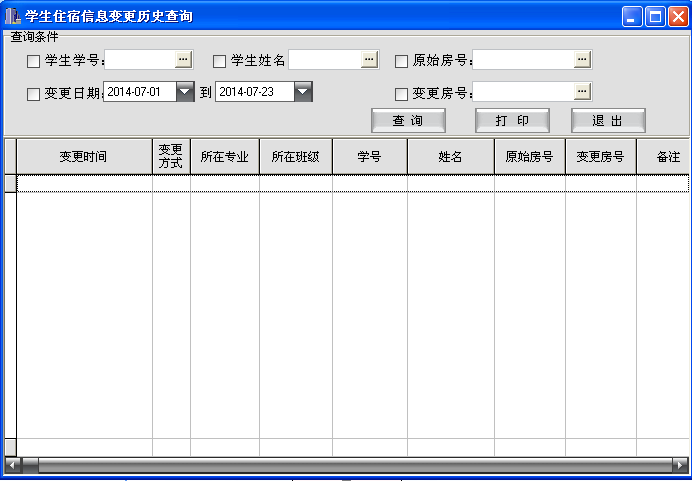 学生住宿信息变更历史查询
查询条件
学生学号: ... 学生姓名 ... 原始房号: ...
变更日期: 2014-07-01 到 2014-07-23 变更房号: ...
查 询 打 印 退 出
变更时间 变更方式 所在专业 所在班级 学号 姓名 原始房号 变更房号 备注